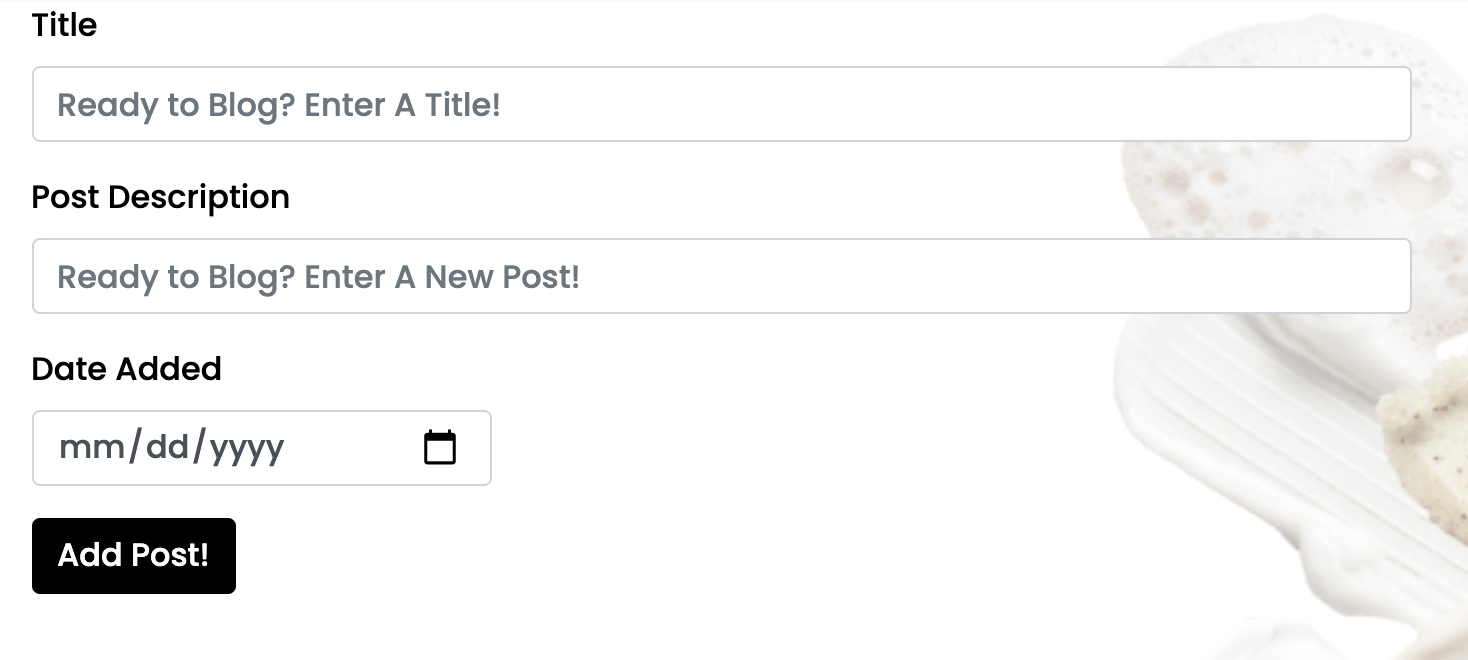 Title
Ready to Blog? Enter A Title!
Post Description
Ready to Blog? Enter A New Post!
Date Added
mm/dd/yyyy
Add Post!